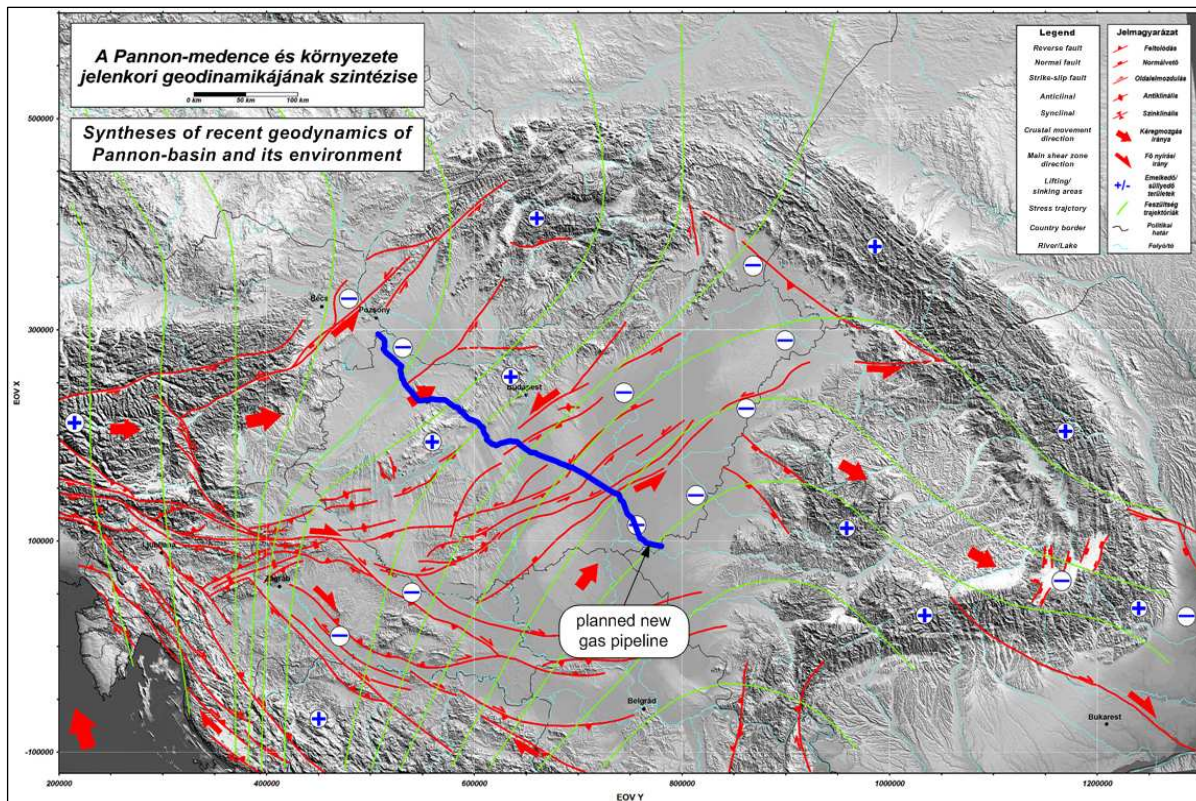 A Pannon-medence és környezete
jelenkori geodinamikájának szintézise
0 km 50 km 100 km
Syntheses of recent geodynamics of
Pannon-basin and its environment
Legend
Reverse fault
Normal fault
Strike-slip fault
Anticlinal
Synclinal
Crustal movement
direction
Main shear zone
direction
Lifting/
sinking areas
Stress trajctory
Country border
River/Lake
Jelmagyarázat
Feltolódás
Normálvető
Oldalelmozdulás
Antiklinális
Szinklinális
Kéregmozgás
iránya
Fő nyírási
irány
+/-
Emelkedő/
süllyedő
területek
Feszültség
trajektóriák
Politikai
határ
Folyó/tó
Bécs
Pozsony
Budapest
Ljubljana
Zágráb
Belgrád
Bukarest
planned new
gas pipeline
EOV X
500000
300000
100000
-100000
200000 400000 600000 800000 1000000 1200000
EOV Y